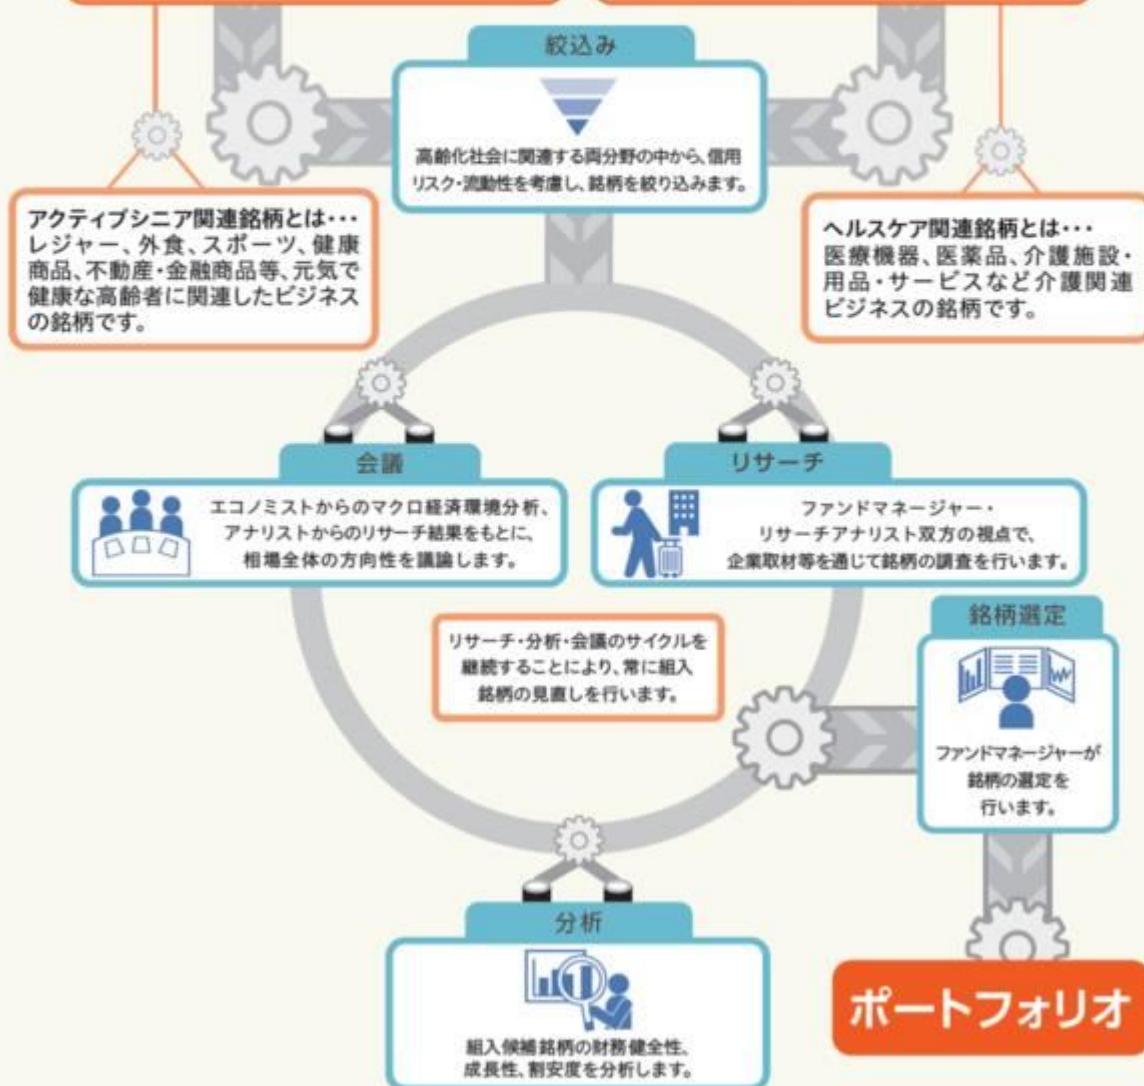 絞込み
高齢化社会に関連する両分野の中から、信用
リスク・流動性を考慮し、銘柄を絞り込みます。
アクティブシニア関連銘柄とは･･･
レジャー、外食、スポーツ、健康
商品、不動産・金融商品等、元気で
健康な高齢者に関連したビジネス
の銘柄です。
ヘルスケア関連銘柄とは･･･
医療機器、医薬品、介護施設・
用品・サービスなど介護関連
ビジネスの銘柄です。
会議
エコノミストからのマクロ経済環境分析、
アナリストからのリサーチ結果をもとに、
相場全体の方向性を議論します。
リサーチ
ファンドマネージャー・
リサーチアナリスト双方の視点で、
企業取材等を通じて銘柄の調査を行います。
リサーチ・分析・会議のサイクルを
継続することにより、常に組入
銘柄の見直しを行います。
銘柄選定
ファンドマネージャーが
銘柄の選定を
行います。
分析
組入候補銘柄の財務健全性、
成長性、割安度を分析します。
ポートフォリオ